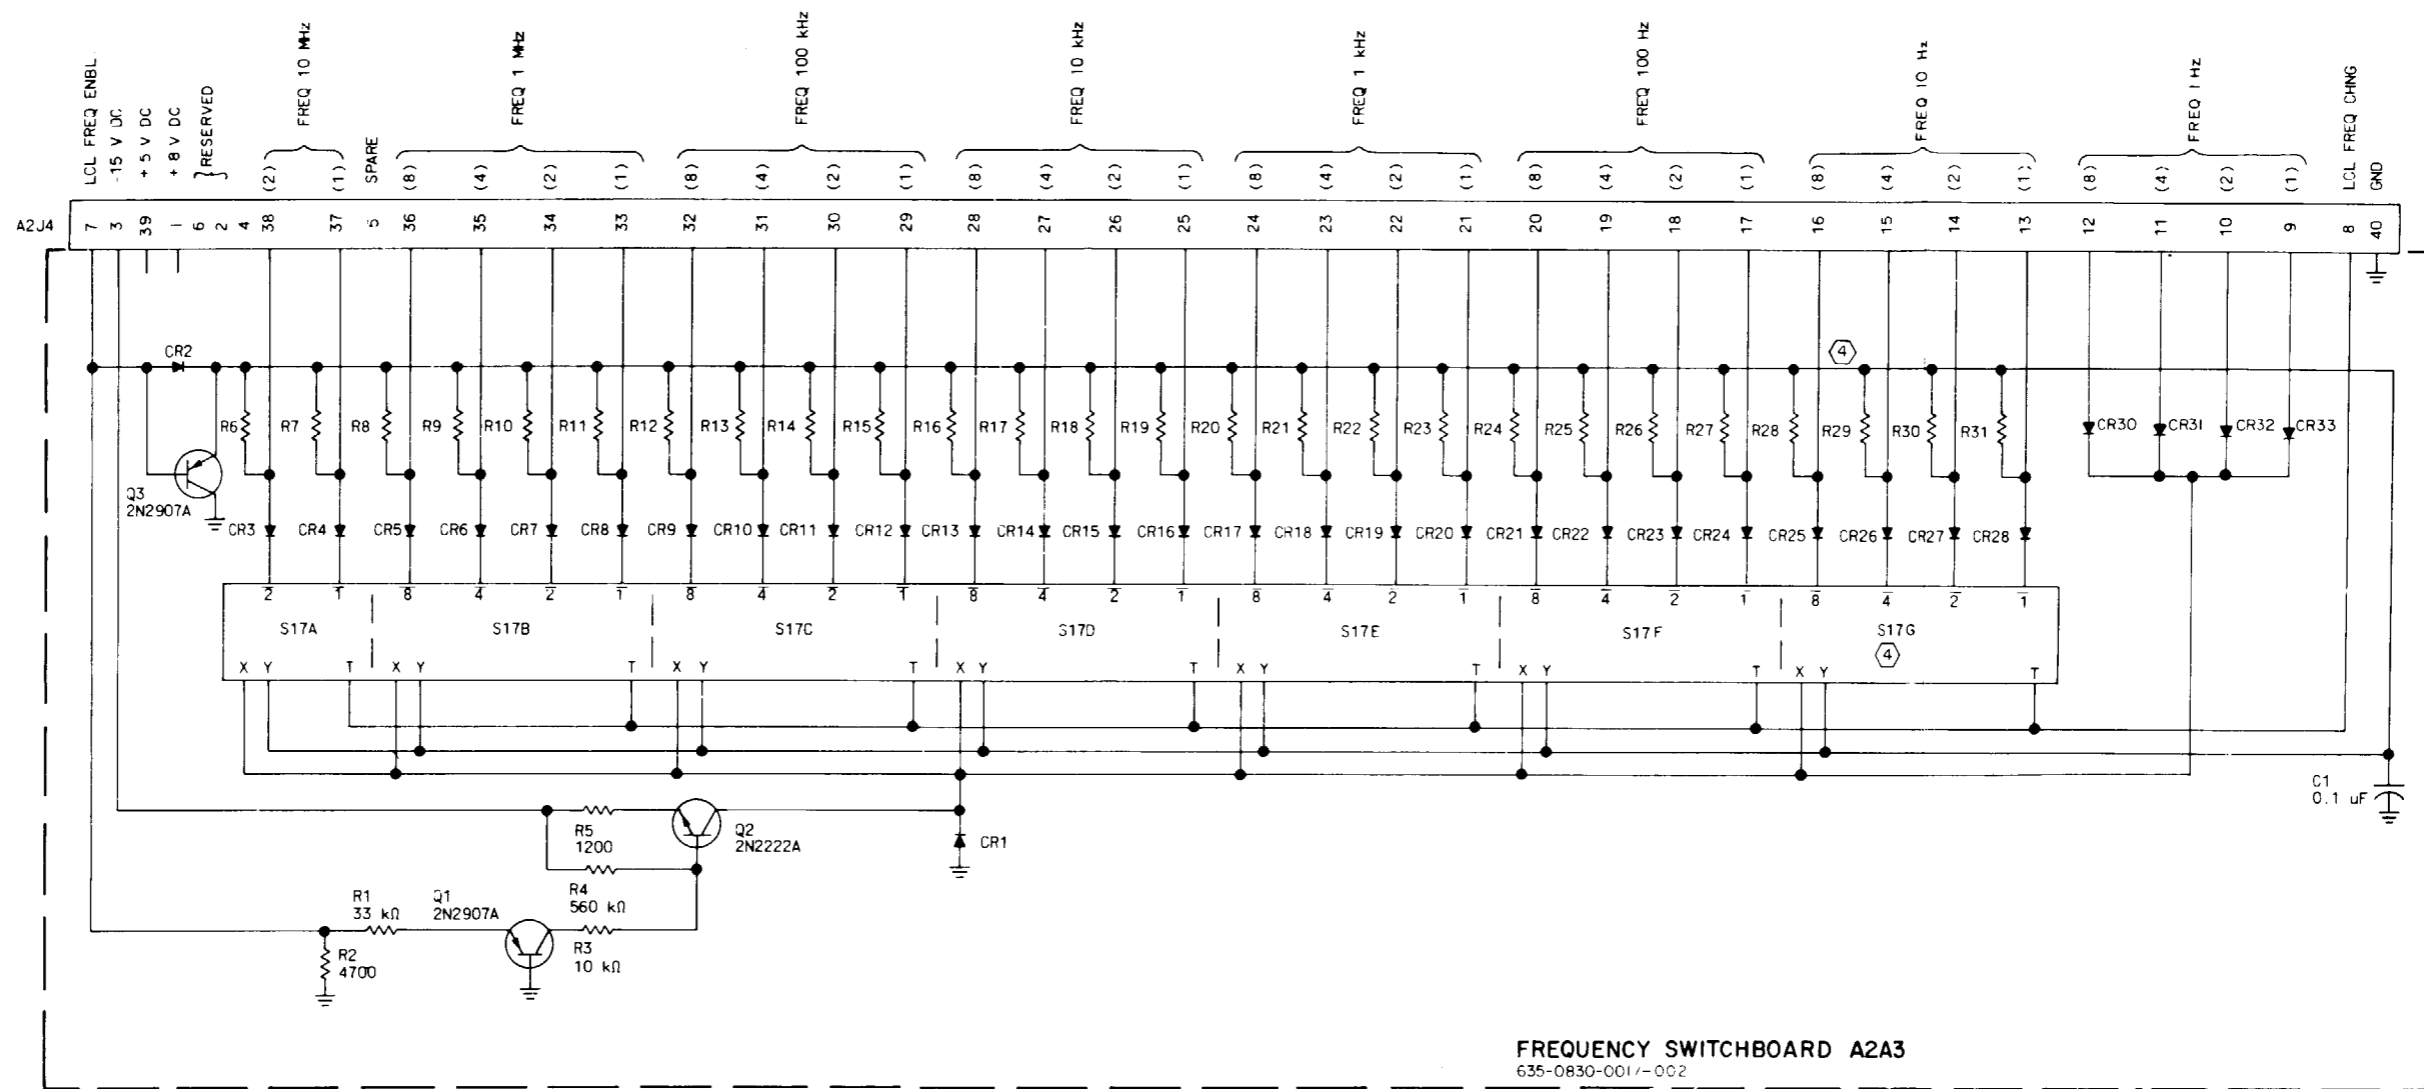 LCL FREQ ENBL
-15 V DC
+5 V DC
+8 V DC
RESERVED
FREQ 10 MHz
SPARE
FREQ 1 MHz
FREQ 100 kHz
FREQ 10 kHz
FREQ 1 kHz
FREQ 100 Hz
FREQ 10 Hz
FREQ 1 Hz
LCL FREQ CHNG
GND
(2) (1) (8) (4) (2) (1) (8) (4) (2) (1) (8) (4) (2) (1) (8) (4) (2) (1) (8) (4) (2) (1) (8) (4) (2) (1) (8) (4) (2) (1)
A2J4 7 3 39 1 6 2 4 38 37 5 36 35 34 33 32 31 30 29 28 27 26 25 24 23 22 21 20 19 18 17 16 15 14 13 12 11 10 9 8 40
CR2 4
R6 R7 R8 R9 R10 R11 R12 R13 R14 R15 R16 R17 R18 R19 R20 R21 R22 R23 R24 R25 R26 R27 R28 R29 R30 R31 CR30 CR31 CR32 CR33
Q3
2N2907A
CR3 CR4 CR5 CR6 CR7 CR8 CR9 CR10 CR11 CR12 CR13 CR14 CR15 CR16 CR17 CR18 CR19 CR20 CR21 CR22 CR23 CR24 CR25 CR26 CR27 CR28
2 1 8 4 2 1 8 4 2 1 8 4 2 1 8 4 2 1 8 4 2 1 8 4 2 1
S17A S17B S17C S17D S17E S17F S17G
4
X Y T X Y T X Y T X Y T X Y T X Y T X Y T
C1
0.1 uF
R5
1200
Q2
2N2222A
CR1
R4
560 kΩ
R1
33 kΩ
Q1
2N2907A
R3
10 kΩ
R2
4700
FREQUENCY SWITCHBOARD A2A3
635-0830-001/-002